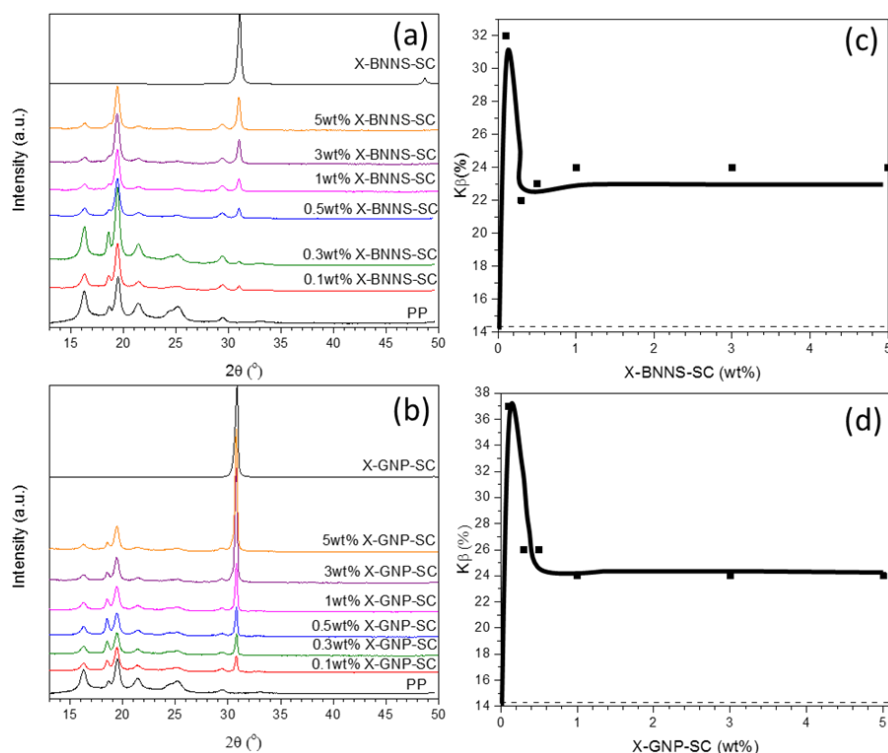 (a)
X-BNNS-SC
5wt% X-BNNS-SC
3wt% X-BNNS-SC
1wt% X-BNNS-SC
0.5wt% X-BNNS-SC
0.3wt% X-BNNS-SC
0.1wt% X-BNNS-SC
PP
Intensity (a.u.)
15 20 25 30 35 40 45 50
2θ (°)
(c)
38
36
34
32
30
28
26
24
22
20
18
16
14
Kβ(%)
0 1 2 3 4 5
X-BNNS-SC (wt%)
(b)
X-GNP-SC
5wt% X-GNP-SC
3wt% X-GNP-SC
1wt% X-GNP-SC
0.5wt% X-GNP-SC
0.3wt% X-GNP-SC
0.1wt% X-GNP-SC
PP
Intensity (a.u.)
15 20 25 30 35 40 45 50
2θ (°)
(d)
38
36
34
32
30
28
26
24
22
20
18
16
14
Kβ (%)
0 1 2 3 4 5
X-GNP-SC (wt%)